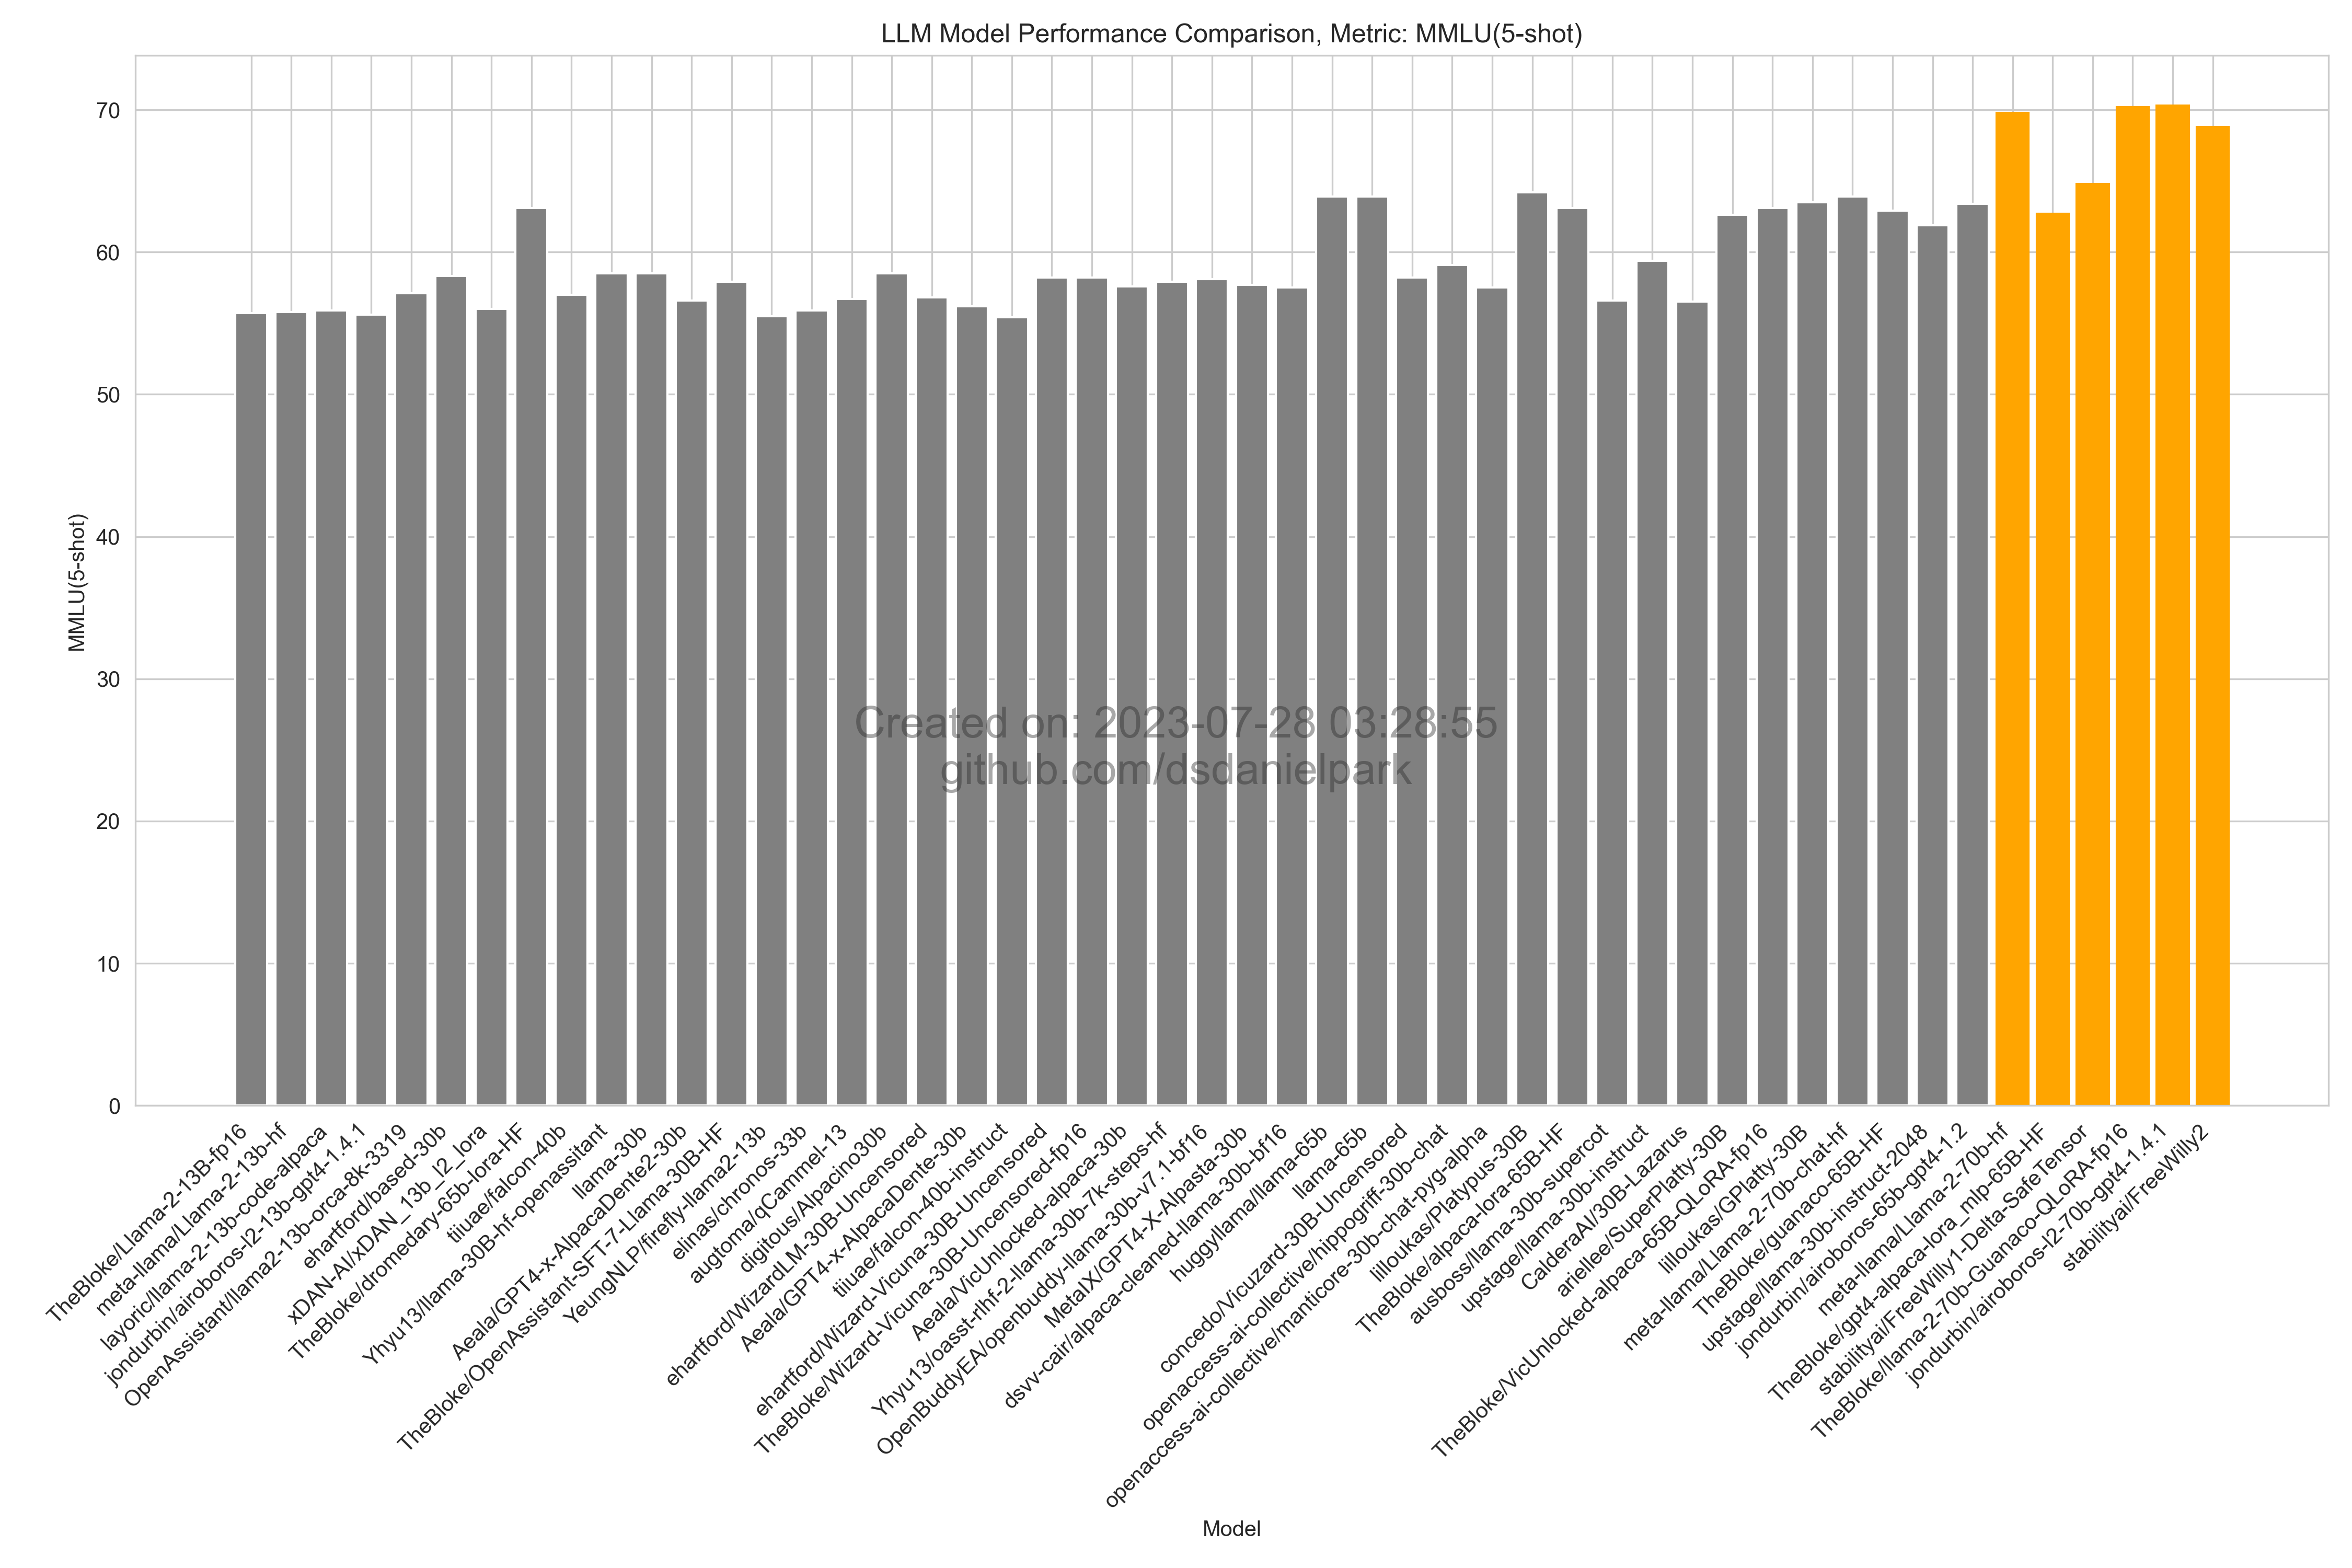 LLM Model Performance Comparison, Metric: MMLU(5-shot)
MMLU(5-shot)
70
60
50
40
30
20
10
0
Created on: 2023-07-28 03:28:55
github.com/dsdanielpark
TheBloke/Llama-2-13B-fp16
meta-llama/Llama-2-13b-hf
layoric/llama-2-13b-code-alpaca
jondurbin/airoboros-l2-13b-gpt4-1.4.1
OpenAssistant/llama2-13b-orca-8k-3319
ehartford/based-30b
xDAN-AI/xDAN_13b_l2_lora
TheBloke/dromedary-65b-lora-HF
tiiuae/falcon-40b
Yhyu13/llama-30B-hf-openassitant
llama-30b
Aeala/GPT4-x-AlpacaDente2-30b
TheBloke/OpenAssistant-SFT-7-Llama-30B-HF
YeungNLP/firefly-llama2-13b
elinas/chronos-33b
augtoma/qCammel-13
digitous/Alpacino30b
ehartford/WizardLM-30B-Uncensored
Aeala/GPT4-x-AlpacaDente-30b
tiiuae/falcon-40b-instruct
ehartford/Wizard-Vicuna-30B-Uncensored
TheBloke/Wizard-Vicuna-30B-Uncensored-fp16
Aeala/VicUnlocked-alpaca-30b
Yhyu13/oasst-rlhf-2-llama-30b-7k-steps-hf
OpenBuddyEA/openbuddy-llama-30b-v7.1-bf16
MetaIX/GPT4-X-Alpasta-30b
dsvv-cair/alpaca-cleaned-llama-30b-bf16
huggyllama/llama-65b
llama-65b
concedo/Vicuzard-30B-Uncensored
openaccess-ai-collective/hippogriff-30b-chat
openaccess-ai-collective/manticore-30b-chat-pyg-alpha
lilloukas/Platypus-30B
TheBloke/alpaca-lora-65B-HF
ausboss/llama-30b-supercot
upstage/llama-30b-instruct
CalderaAI/30B-Lazarus
ariellee/SuperPlatty-30B
TheBloke/VicUnlocked-alpaca-65B-QLoRA-fp16
lilloukas/GPlatty-30B
meta-llama/Llama-2-70b-chat-hf
TheBloke/guanaco-65B-HF
upstage/llama-30b-instruct-2048
jondurbin/airoboros-65b-gpt4-1.2
meta-llama/Llama-2-70b-hf
TheBloke/gpt4-alpaca-lora_mlp-65B-HF
stabilityai/FreeWilly1-Delta-SafeTensor
TheBloke/llama-2-70b-Guanaco-QLoRA-fp16
jondurbin/airoboros-l2-70b-gpt4-1.4.1
stabilityai/FreeWilly2
Model